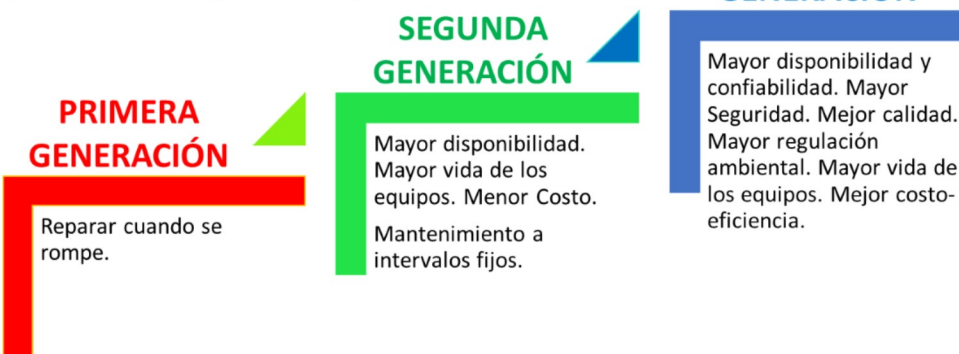 PRIMERA
GENERACIÓN
Reparar cuando se
rompe.
SEGUNDA
GENERACIÓN
Mayor disponibilidad.
Mayor vida de los
equipos. Menor Costo.
Mantenimiento a
intervalos fijos.
Mayor disponibilidad y
confiabilidad. Mayor
Seguridad. Mejor calidad.
Mayor regulación
ambiental. Mayor vida de
los equipos. Mejor costo-
eficiencia.